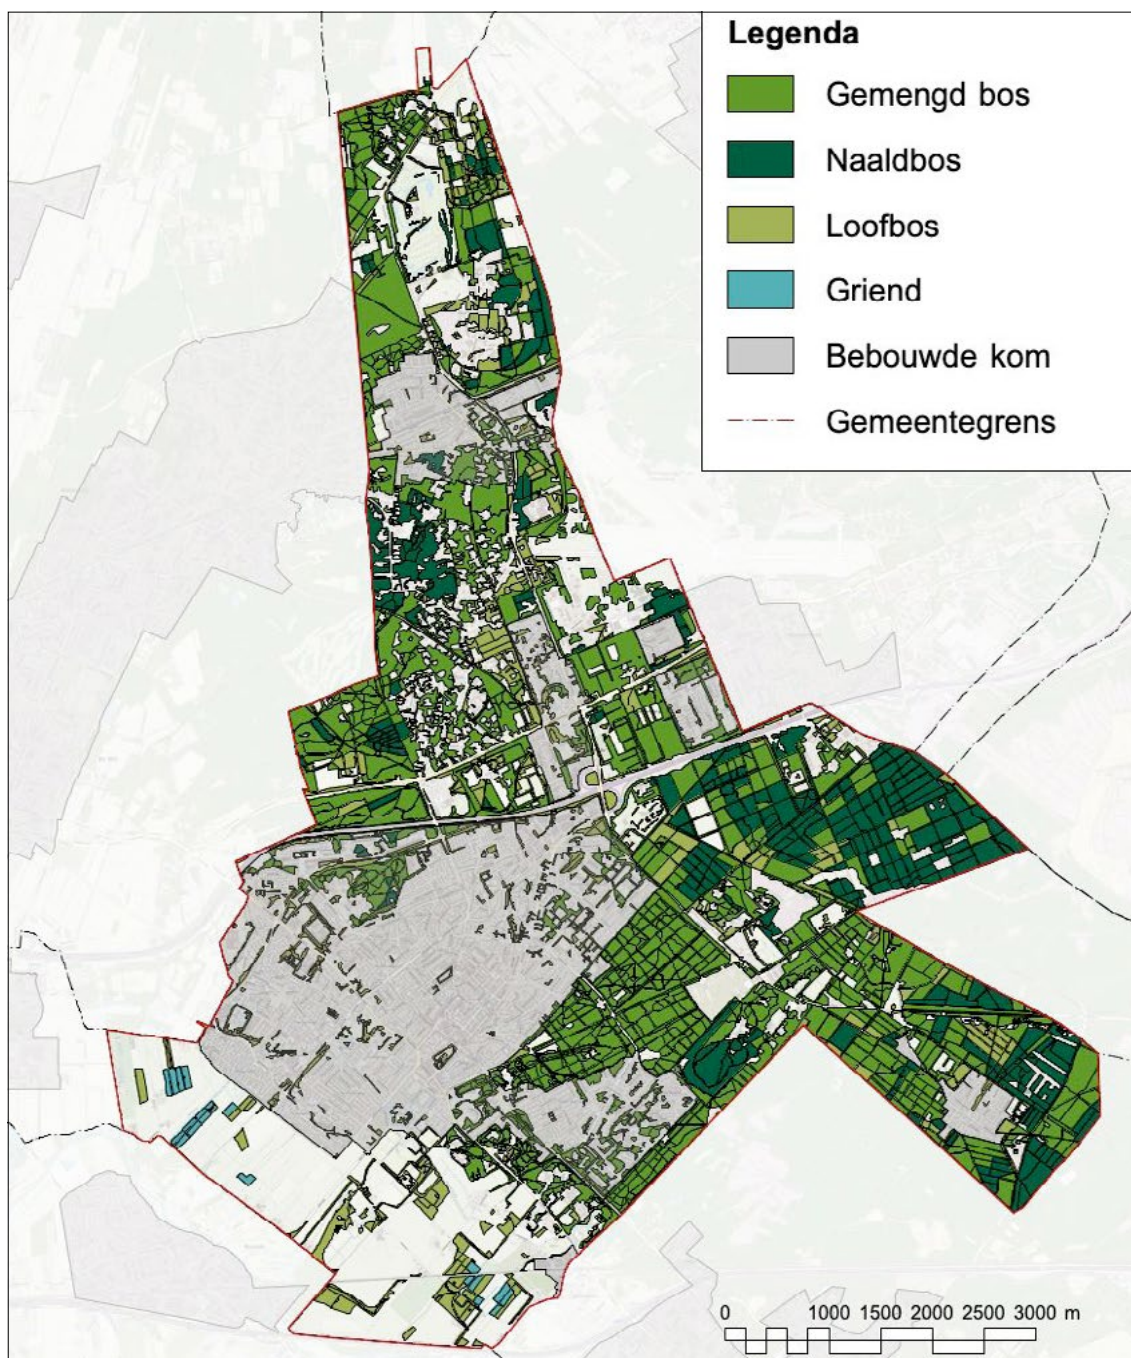 Legenda
Gemengd bos
Naaldbos
Loofbos
Griend
Bebouwde kom
Gemeentegrens
0 1000 1500 2000 2500 3000 m